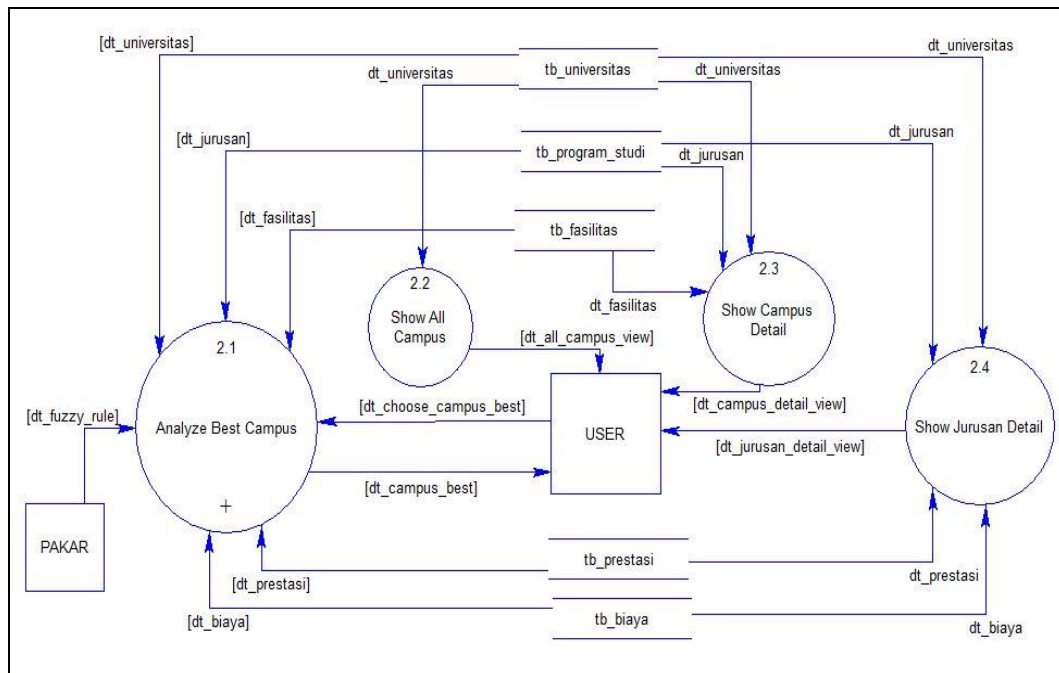 [dt_universitas]
dt_universitas
tb_universitas
dt_universitas
dt_universitas
[dt_jurusan]
tb_program_studi
dt_jurusan
dt_jurusan
[dt_fasilitas]
tb_fasilitas
dt_fasilitas
2.2
Show All
Campus
2.3
Show Campus
Detail
[dt_all_campus_view]
2.1
Analyze Best Campus
+
[dt_fuzzy_rule]
PAKAR
[dt_choose_campus_best]
[dt_campus_best]
USER
[dt_campus_detail_view]
[dt_jurusan_detail_view]
2.4
Show Jurusan Detail
[dt_prestasi]
tb_prestasi
dt_prestasi
[dt_biaya]
tb_biaya
dt_biaya